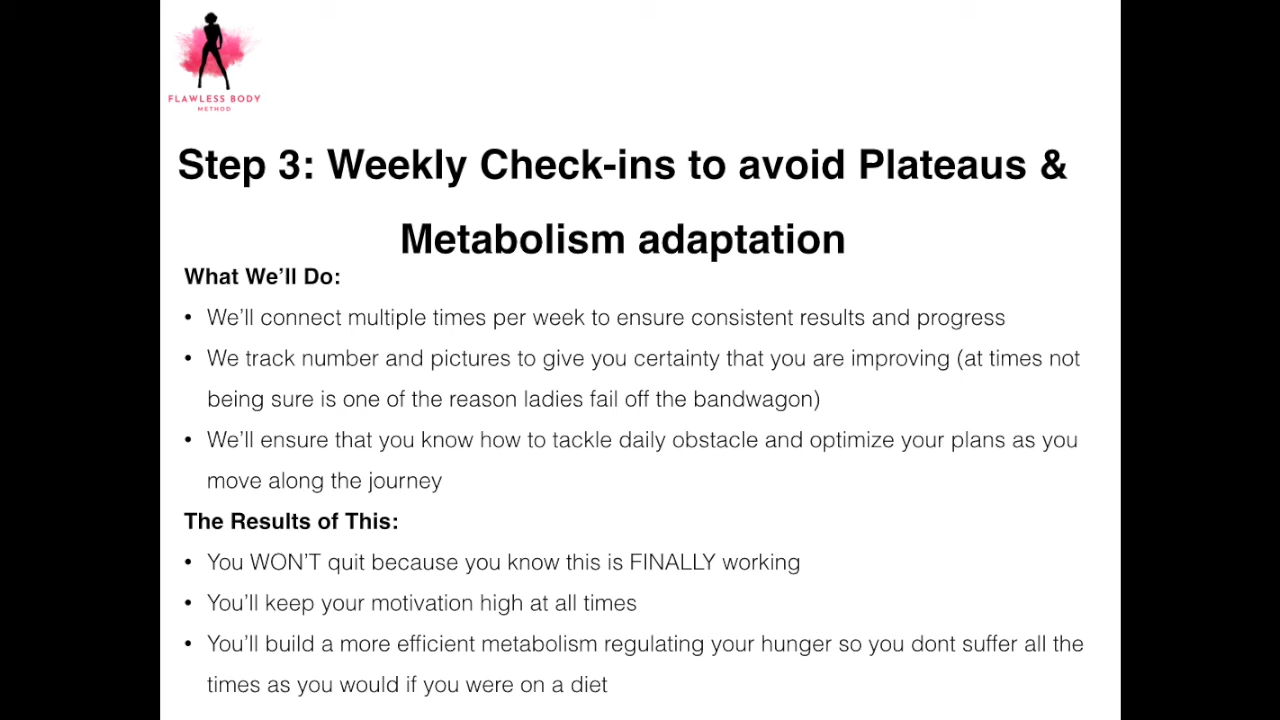 FLAWLESS BODY
METHOD
Step 3: Weekly Check-ins to avoid Plateaus &
Metabolism adaptation
What We'll Do:
• We'll connect multiple times per week to ensure consistent results and progress
• We track number and pictures to give you certainty that you are improving (at times not
being sure is one of the reason ladies fail off the bandwagon)
• We'll ensure that you know how to tackle daily obstacle and optimize your plans as you
move along the journey
The Results of This:
• You WON'T quit because you know this is FINALLY working
• You'll keep your motivation high at all times
• You'll build a more efficient metabolism regulating your hunger so you dont suffer all the
times as you would if you were on a diet